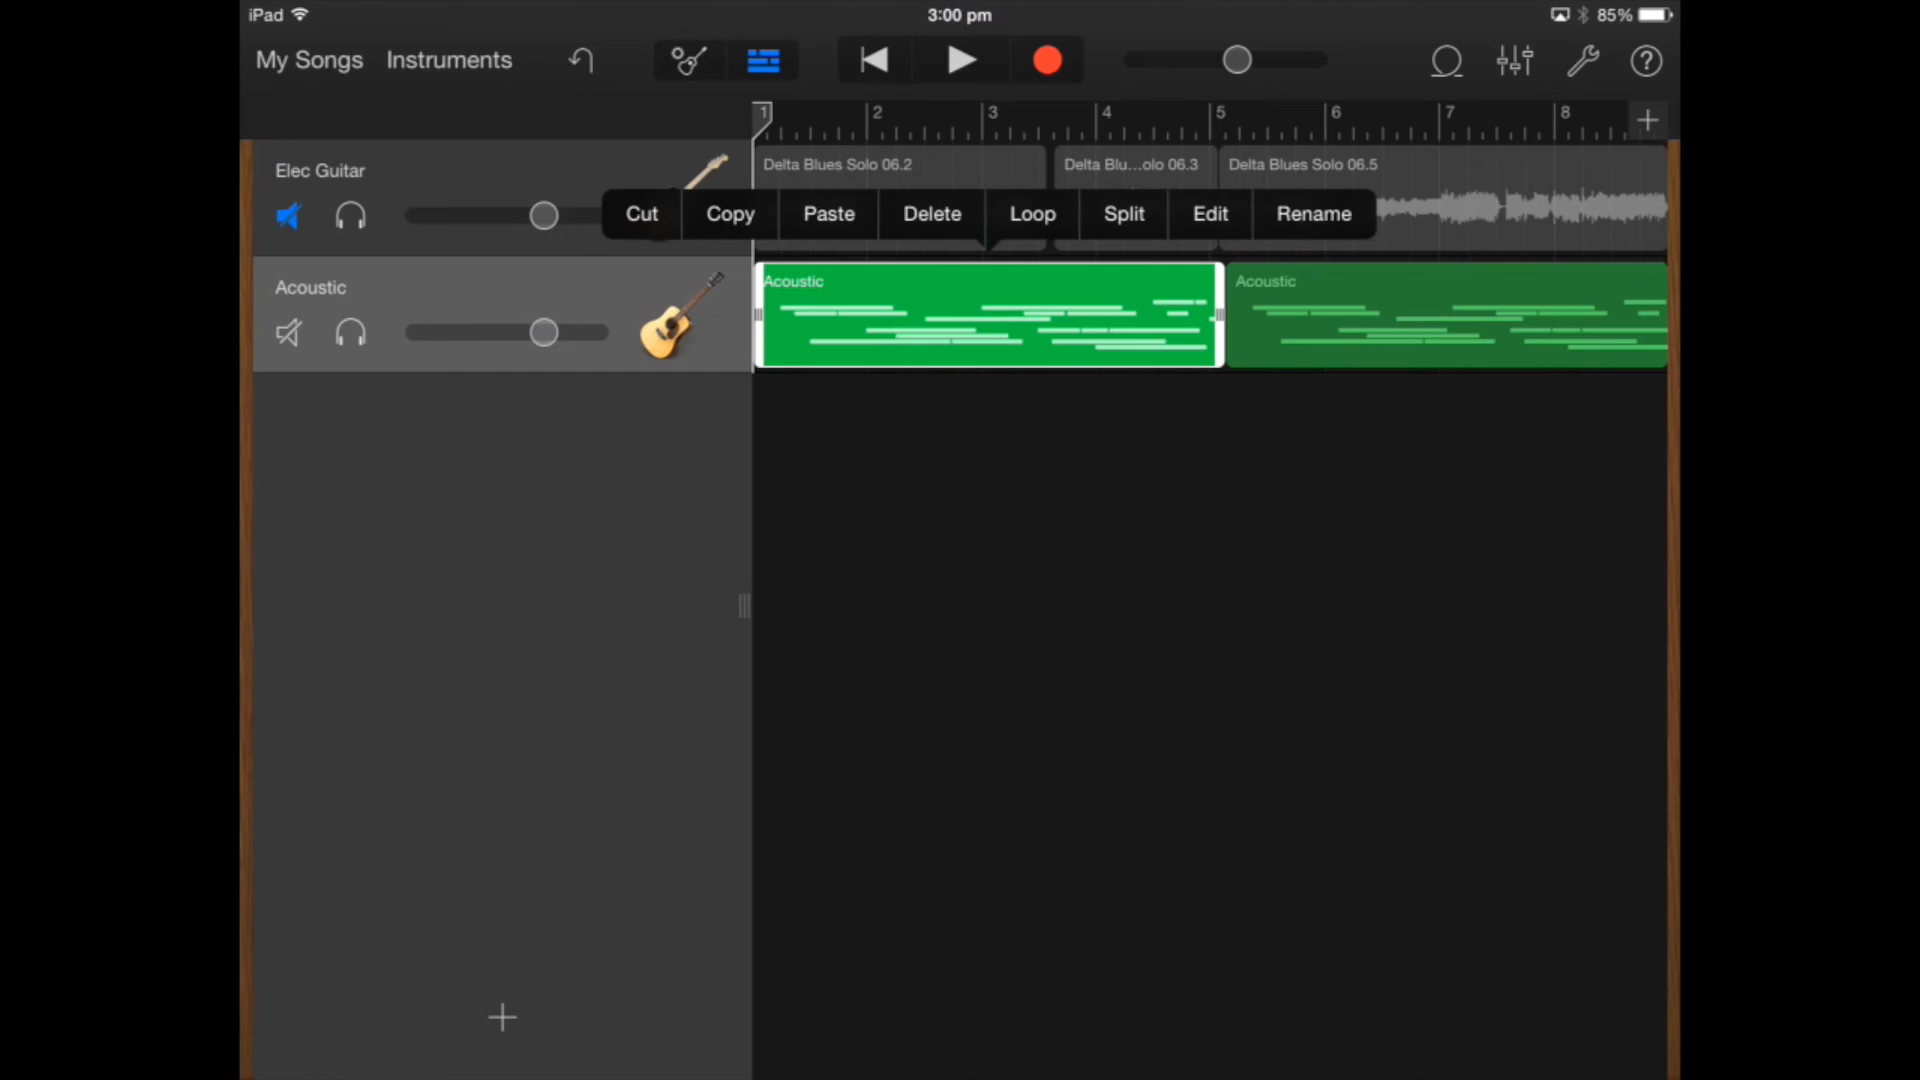 iPad 3:00 pm 85%
My Songs Instruments
1 2 3 4 5 6 7 8
Elec Guitar
Delta Blues Solo 06.2 Delta Blu...olo 06.3 Delta Blues Solo 06.5
Cut Copy Paste Delete Loop Split Edit Rename
Acoustic
Acoustic Acoustic